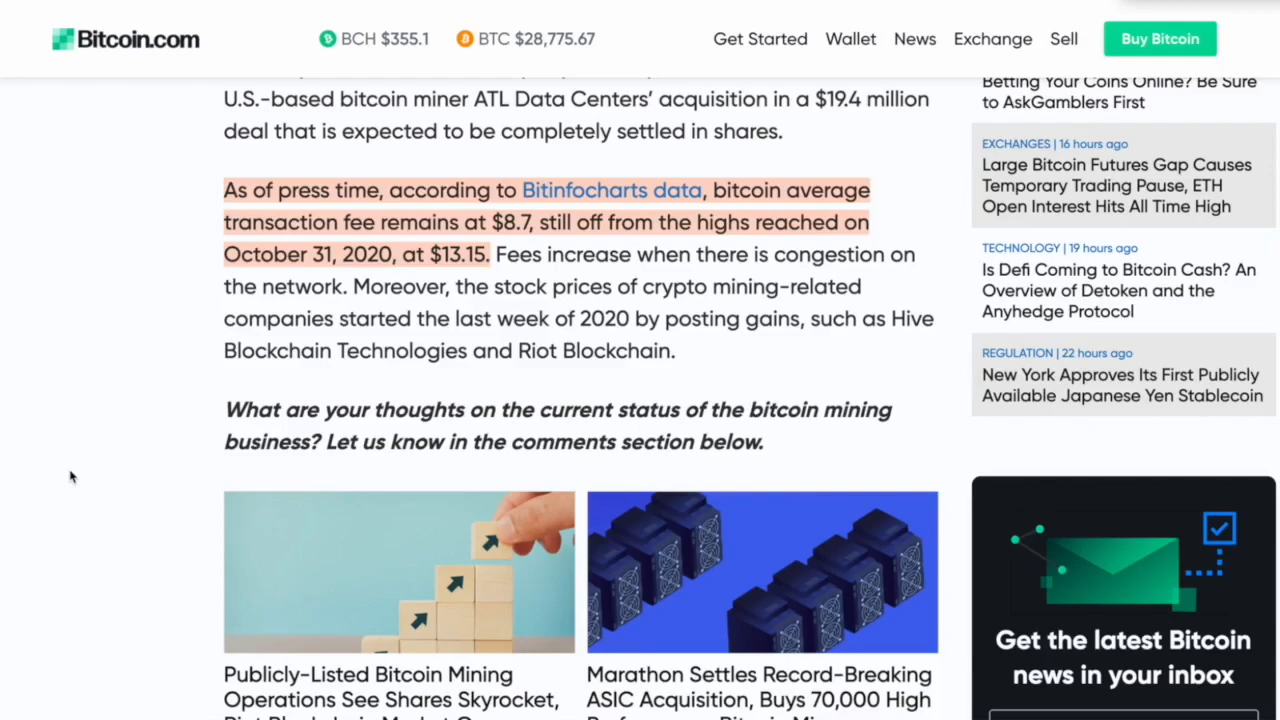 Bitcoin.com
BCH $355.1
BTC $28,775.67
Get Started
Wallet
News
Exchange
Sell
Buy Bitcoin
U.S.-based bitcoin miner ATL Data Centers’ acquisition in a $19.4 million
deal that is expected to be completely settled in shares.
As of press time, according to Bitinfocharts data, bitcoin average
transaction fee remains at $8.7, still off from the highs reached on
October 31, 2020, at $13.15. Fees increase when there is congestion on
the network. Moreover, the stock prices of crypto mining-related
companies started the last week of 2020 by posting gains, such as Hive
Blockchain Technologies and Riot Blockchain.
What are your thoughts on the current status of the bitcoin mining
business? Let us know in the comments section below.
Publicly-Listed Bitcoin Mining
Operations See Shares Skyrocket,
Marathon Settles Record-Breaking
ASIC Acquisition, Buys 70,000 High
Betting Your Coins Online? Be Sure
to AskGamblers First
EXCHANGES | 16 hours ago
Large Bitcoin Futures Gap Causes
Temporary Trading Pause, ETH
Open Interest Hits All Time High
TECHNOLOGY | 19 hours ago
Is Defi Coming to Bitcoin Cash? An
Overview of Detoken and the
Anyhedge Protocol
REGULATION | 22 hours ago
New York Approves Its First Publicly
Available Japanese Yen Stablecoin
Get the latest Bitcoin
news in your inbox